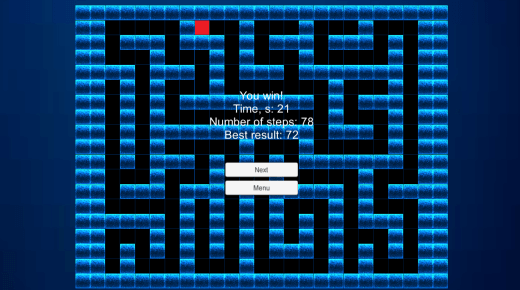 You win!
Time, s: 21
Number of steps: 78
Best result: 72
Next
Menu